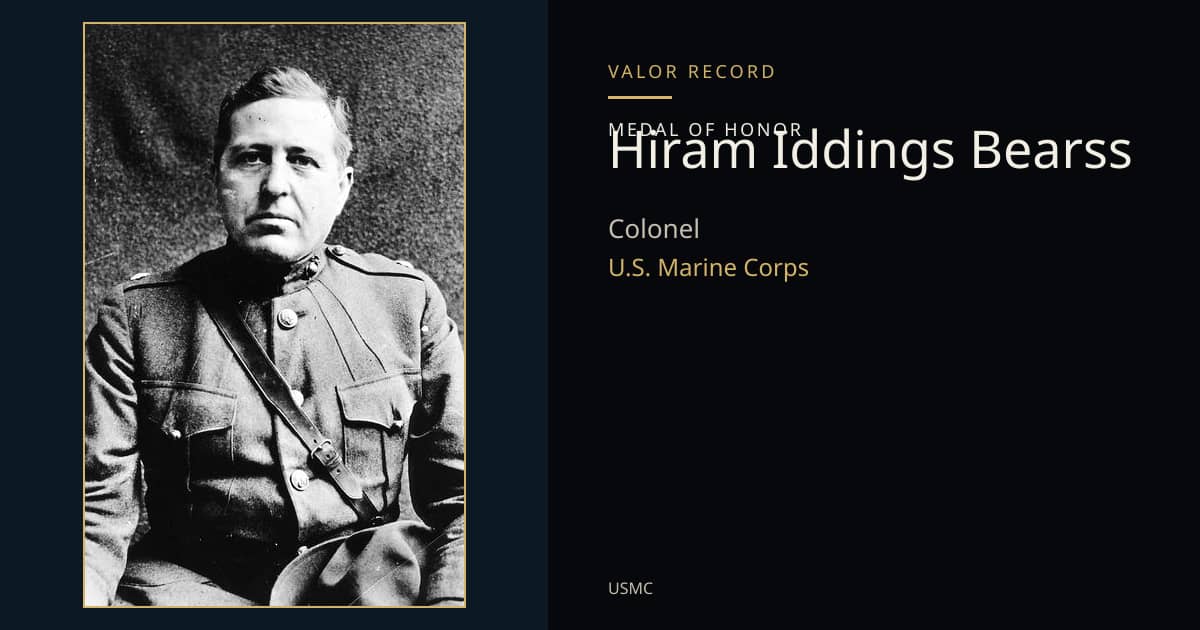 VALOR RECORD
MEDAL OF HONOR
Hiram Iddings Bearss
Colonel
U.S. Marine Corps
USMC